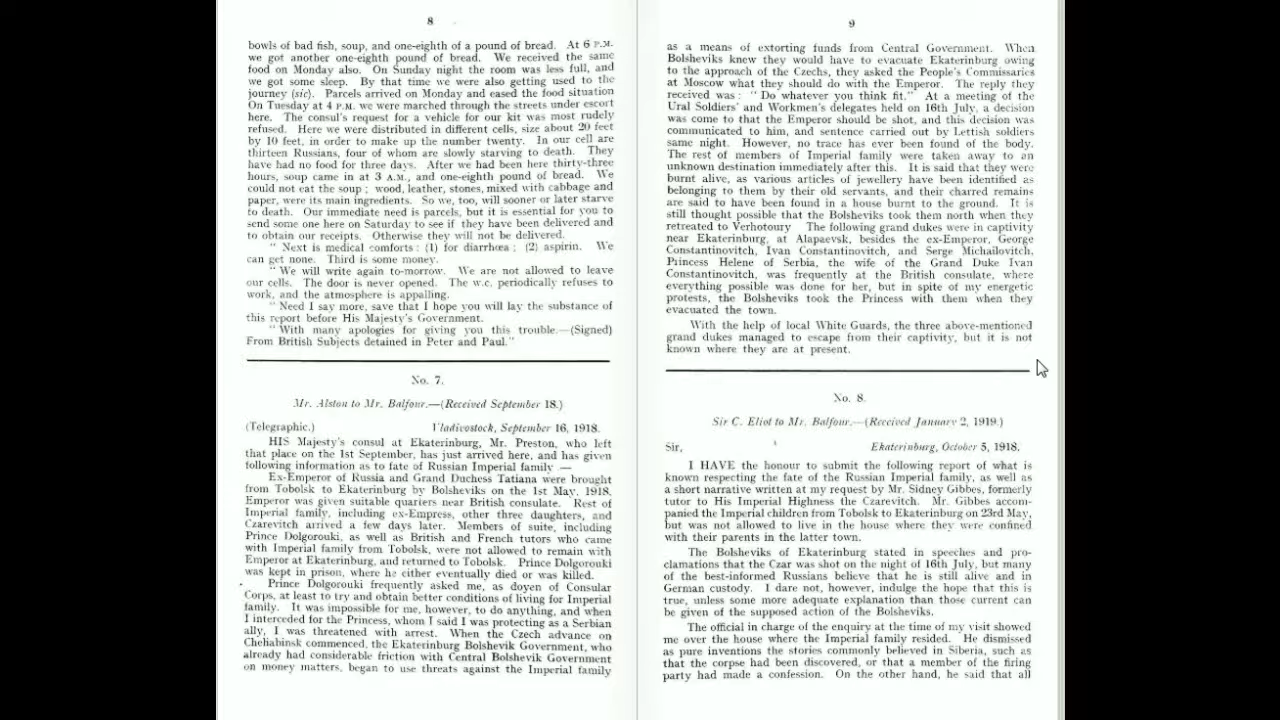 8
bowls of bad fish, soup, and one-eighth of a pound of bread. At 6 P.M.
we got another one-eighth pound of bread. We received the same
food on Monday also. On Sunday night the room was less full, and
we got some sleep. By that time we were also getting used to the
journey (sic). Parcels arrived on Monday and eased the food situation
On Tuesday at 4 P.M. we were marched through the streets under escort
here. The consul's request for a vehicle for our kit was most rudely
refused. Here we were distributed in different cells, size about 20 feet
by 10 feet, in order to make up the number twenty. In our cell are
thirteen Russians, four of whom are slowly starving to death. They
have had no food for three days. After we had been here thirty-three
hours, soup came in at 3 A.M., and one-eighth pound of bread. We
could not eat the soup; wood, leather, stones, mixed with cabbage and
paper, were its main ingredients. So we, too, will sooner or later starve
to death. Our immediate need is parcels, but it is essential for you to
send some one here on Saturday to see if they have been delivered and
to obtain our receipts. Otherwise they will not be delivered.
" Next is medical comforts: (1) for diarrhœa; (2) aspirin. We
can get none. Third is some money.
"We will write again to-morrow. We are not allowed to leave
our cells. The door is never opened. The w.c. periodically refuses to
work, and the atmosphere is appalling.
"Need I say more, save that I hope you will lay the substance of
this report before His Majesty's Government.
"With many apologies for giving you this trouble.—(Signed)
From British Subjects detained in Peter and Paul."
No. 7.
Mr. Alston to Mr. Balfour.—(Received September 18.)
(Telegraphic.) Vladivostock, September 16, 1918.
HIS Majesty's consul at Ekaterinburg, Mr. Preston, who left
that place on the 1st September, has just arrived here, and has given
following information as to fate of Russian Imperial family —
Ex-Emperor of Russia and Grand Duchess Tatiana were brought
from Tobolsk to Ekaterinburg by Bolsheviks on the 1st May, 1918.
Emperor was given suitable quarters near British consulate. Rest of
Imperial family, including ex-Empress, other three daughters, and
Czarevitch arrived a few days later. Members of suite, including
Prince Dolgorouki, as well as British and French tutors who came
with Imperial family from Tobolsk, were not allowed to remain with
Emperor at Ekaterinburg, and returned to Tobolsk. Prince Dolgorouki
was kept in prison, where he either eventually died or was killed.
Prince Dolgorouki frequently asked me, as doyen of Consular
Corps, at least to try and obtain better conditions of living for Imperial
family. It was impossible for me, however, to do anything, and when
I interceded for the Princess, whom I said I was protecting as a Serbian
ally, I was threatened with arrest. When the Czech advance on
Cheliabinsk commenced, the Ekaterinburg Bolshevik Government, who
already had considerable friction with Central Bolshevik Government
on money matters, began to use threats against the Imperial family
9
as a means of extorting funds from Central Government. When
Bolsheviks knew they would have to evacuate Ekaterinburg owing
to the approach of the Czechs, they asked the People's Commissaries
at Moscow what they should do with the Emperor. The reply they
received was: " Do whatever you think fit." At a meeting of the
Ural Soldiers' and Workmen's delegates held on 16th July, a decision
was come to that the Emperor should be shot, and this decision was
communicated to him, and sentence carried out by Lettish soldiers
same night. However, no trace has ever been found of the body.
The rest of members of Imperial family were taken away to an
unknown destination immediately after this. It is said that they were
burnt alive, as various articles of jewellery have been identified as
belonging to them by their old servants, and their charred remains
are said to have been found in a house burnt to the ground. It is
still thought possible that the Bolsheviks took them north when they
retreated to Verhotoury The following grand dukes were in captivity
near Ekaterinburg, at Alapaevsk, besides the ex-Emperor, George
Constantinovitch, Ivan Constantinovitch, and Serge Michailovitch,
Princess Helene of Serbia, the wife of the Grand Duke Ivan
Constantinovitch, was frequently at the British consulate, where
everything possible was done for her, but in spite of my energetic
protests, the Bolsheviks took the Princess with them when they
evacuated the town.
With the help of local White Guards, the three above-mentioned
grand dukes managed to escape from their captivity, but it is not
known where they are at present.
No. 8.
Sir C. Eliot to Mr. Balfour.—(Received January 2, 1919.)
Sir, Ekaterinburg, October 5, 1918.
I HAVE the honour to submit the following report of what is
known respecting the fate of the Russian Imperial family, as well as
a short narrative written at my request by Mr. Sidney Gibbes, formerly
tutor to His Imperial Highness the Czarevitch. Mr. Gibbes accom-
panied the Imperial children from Tobolsk to Ekaterinburg on 23rd May,
but was not allowed to live in the house where they were confined
with their parents in the latter town.
The Bolsheviks of Ekaterinburg stated in speeches and pro-
clamations that the Czar was shot on the night of 16th July, but many
of the best-informed Russians believe that he is still alive and in
German custody. I dare not, however, indulge the hope that this is
true, unless some more adequate explanation than those current can
be given of the supposed action of the Bolsheviks.
The official in charge of the enquiry at the time of my visit showed
me over the house where the Imperial family resided. He dismissed
as pure inventions the stories commonly believed in Siberia, such as
that the corpse had been discovered, or that a member of the firing
party had made a confession. On the other hand, he said that all